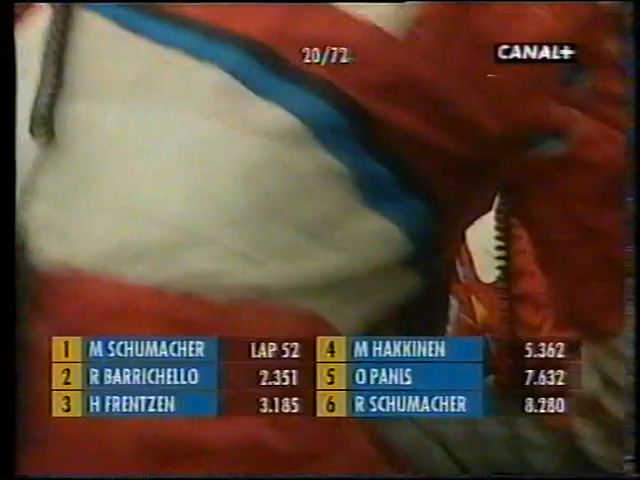 20/72
CANAL+
1 M SCHUMACHER LAP 52
2 R BARRICHELLO 2.351
3 H FRENTZEN 3.185
4 M HAKKINEN 5.362
5 O PANIS 7.632
6 R SCHUMACHER 8.280